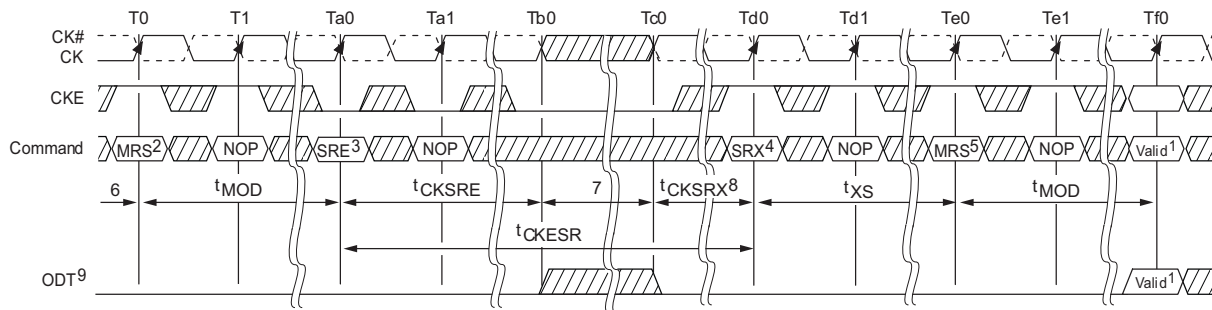 T0 T1 Ta0 Ta1 Tb0 Tc0 Td0 Td1 Te0 Te1 Tf0
CK#
CK
CKE
Command MRS2 NOP SRE3 NOP SRX4 NOP MRS5 NOP Valid1
6 tMOD tCKSRE 7 tCKSRX8 tXS tMOD
tCKESR
ODT9 Valid1